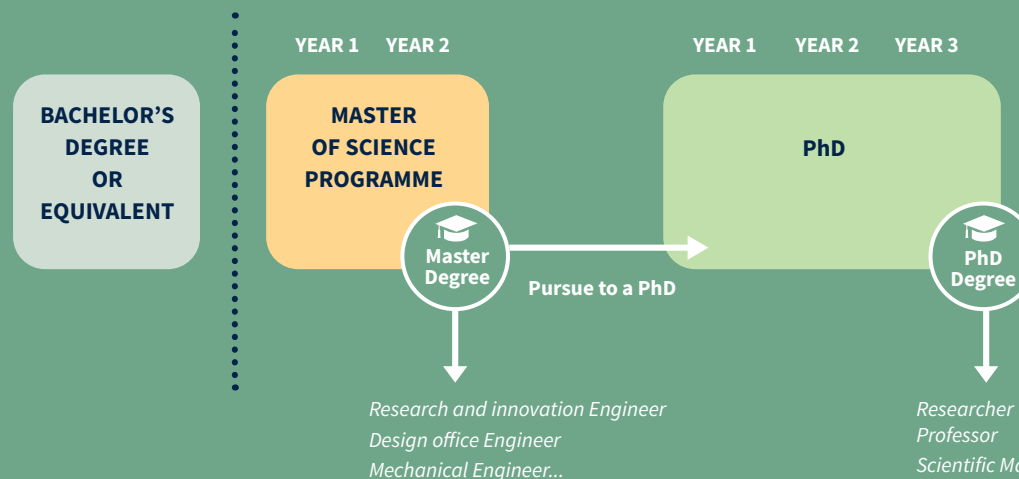 YEAR 1 YEAR 2
YEAR 1 YEAR 2 YEAR 3
BACHELOR’S
DEGREE
OR
EQUIVALENT
MASTER
OF SCIENCE
PROGRAMME
PhD
Master
Degree
Pursue to a PhD
PhD
Degree
Research and innovation Engineer
Design office Engineer
Mechanical Engineer...
Researcher
Professor
Scientific